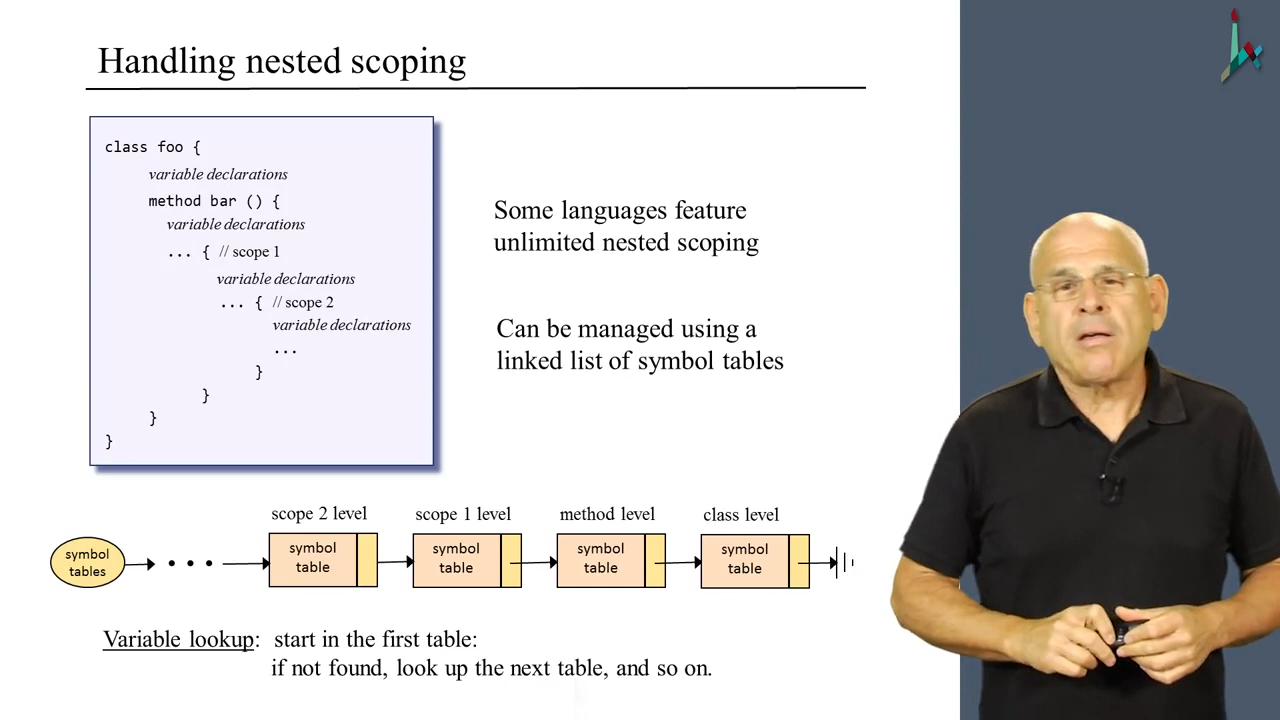 Handling nested scoping
class foo {
variable declarations
method bar () {
variable declarations
... { // scope 1
variable declarations
... { // scope 2
variable declarations
...
}
}
}
}
Some languages feature
unlimited nested scoping
Can be managed using a
linked list of symbol tables
scope 2 level
scope 1 level
method level
class level
symbol
tables
symbol
table
symbol
table
symbol
table
symbol
table
Variable lookup: start in the first table:
if not found, look up the next table, and so on.